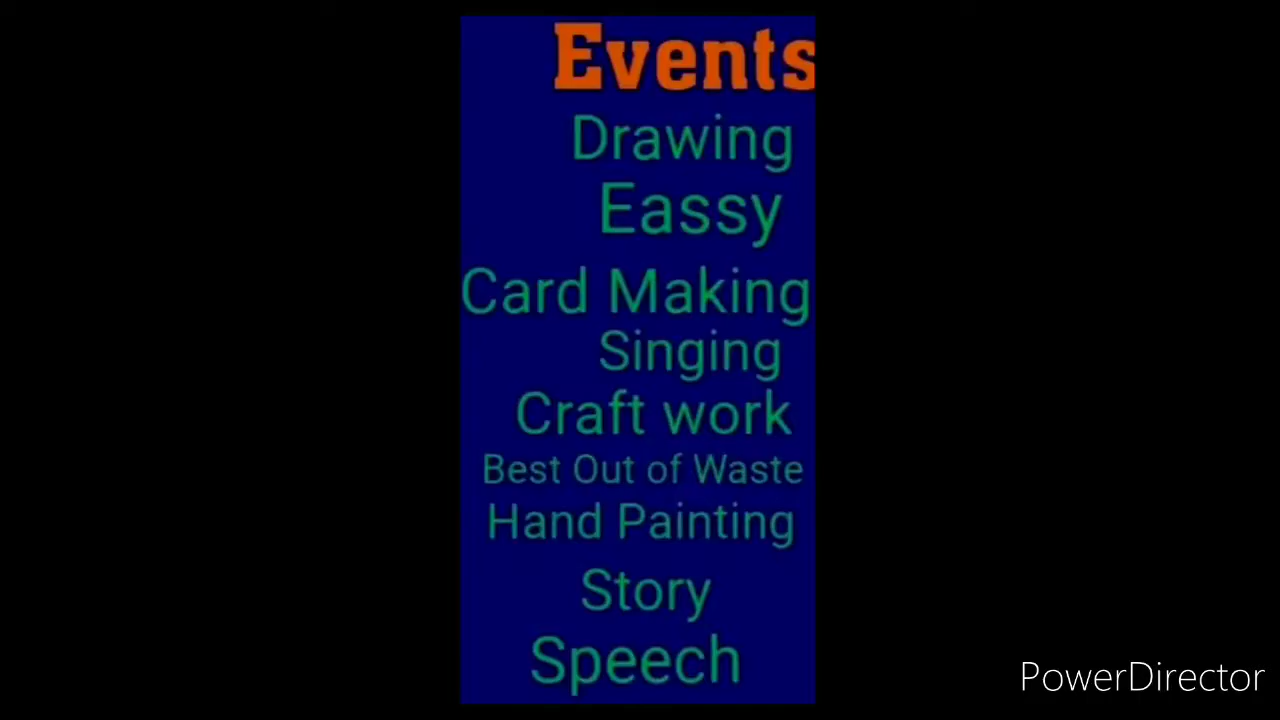 Events
Drawing
Eassy
Card Making
Singing
Craft work
Best Out of Waste
Hand Painting
Story
Speech
PowerDirector